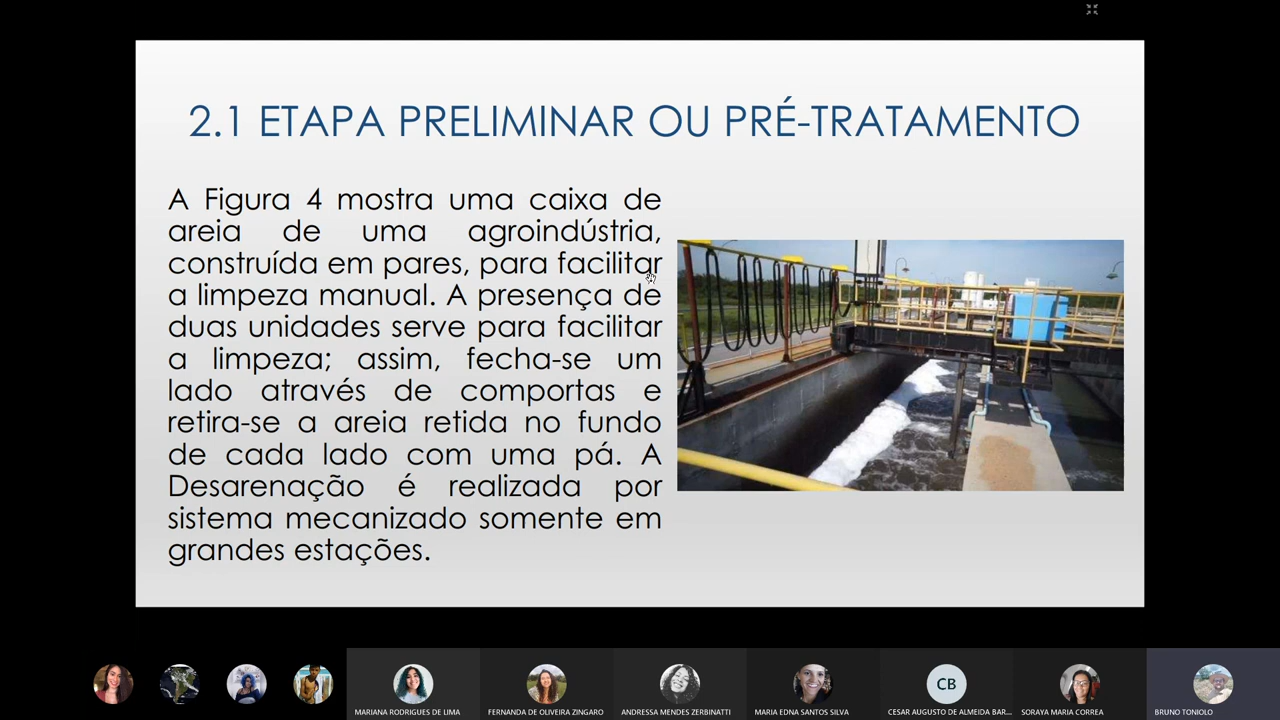 2.1 ETAPA PRELIMINAR OU PRÉ-TRATAMENTO
A Figura 4 mostra uma caixa de
areia de uma agroindústria,
construída em pares, para facilitar
a limpeza manual. A presença de
duas unidades serve para facilitar
a limpeza; assim, fecha-se um
lado através de comportas e
retira-se a areia retida no fundo
de cada lado com uma pá. A
Desarenação é realizada por
sistema mecanizado somente em
grandes estações.
CB
MARIANA RODRIGUES DE LIMA
FERNANDA DE OLIVEIRA ZINGARO
ANDRESSA MENDES ZERBINATTI
MARIA EDNA SANTOS SILVA
CESAR AUGUSTO DE ALMEIDA BAR...
SORAYA MARIA CORREA
BRUNO TONIOLO